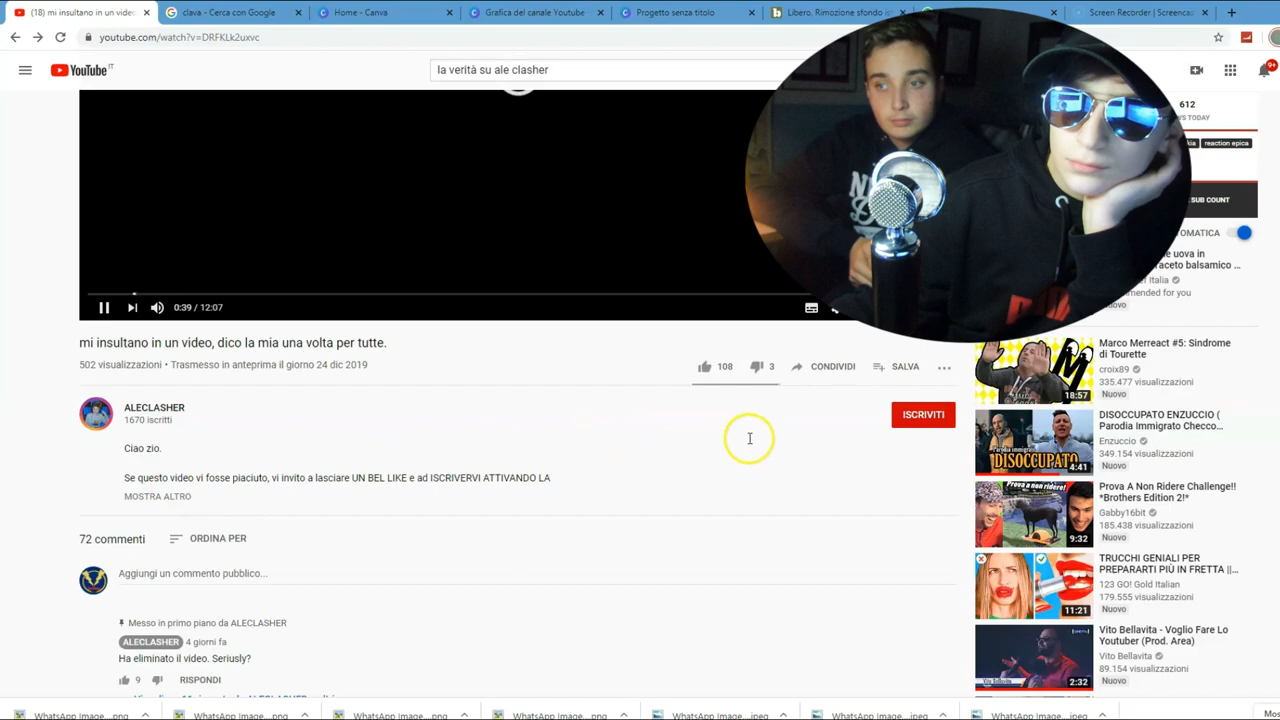 (18) mi insultano in un video
clava - Cerca con Google
Home - Canva
Grafica del canale Youtube
Progetto senza titolo
Libero. Rimozione sfondo is
Screen Recorder | Screencas
youtube.com/watch?v=DRFKLk2uxvc
YouTube IT
la verità su ale clasher
9+
612
WS TODAY
reaction epica
SUB COUNT
OMATICA
uova in
aceto balsamico ...
Italia
mended for you
0:39 / 12:07
mi insultano in un video, dico la mia una volta per tutte.
502 visualizzazioni • Trasmesso in anteprima il giorno 24 dic 2019
108
3
CONDIVIDI
SALVA
ALECLASHER
1670 iscritti
ISCRIVITI
Ciao zio.
Se questo video vi fosse piaciuto, vi invito a lasciare UN BEL LIKE e ad ISCRIVERVI ATTIVANDO LA
MOSTRA ALTRO
72 commenti
ORDINA PER
Aggiungi un commento pubblico...
Messo in primo piano da ALECLASHER
ALECLASHER 4 giorni fa
Ha eliminato il video. Seriusly?
9
RISPONDI
18:57
Marco Merreact #5: Sindrome
di Tourette
croix89
335.477 visualizzazioni
Nuovo
DISOCCUPATO
4:41
DISOCCUPATO ENZUCCIO (
Parodia Immigrato Checco...
Enzuccio
349.154 visualizzazioni
Nuovo
Prova a non ridere!
9:32
Prova A Non Ridere Challenge!!
*Brothers Edition 2!*
Gabby16bit
185.438 visualizzazioni
Nuovo
11:21
TRUCCHI GENIALI PER
PREPARARTI PIÙ IN FRETTA ||...
123 GO! Gold Italian
179.555 visualizzazioni
Nuovo
2:32
Vito Bellavita - Voglio Fare Lo
Youtuber (Prod. Area)
Vito Bellavita
89.154 visualizzazioni
Nuovo
WhatsApp Image....png
WhatsApp Image....png
WhatsApp Image....png
WhatsApp Image....png
WhatsApp Image....jpeg
WhatsApp Image....jpeg
WhatsApp Image....jpeg